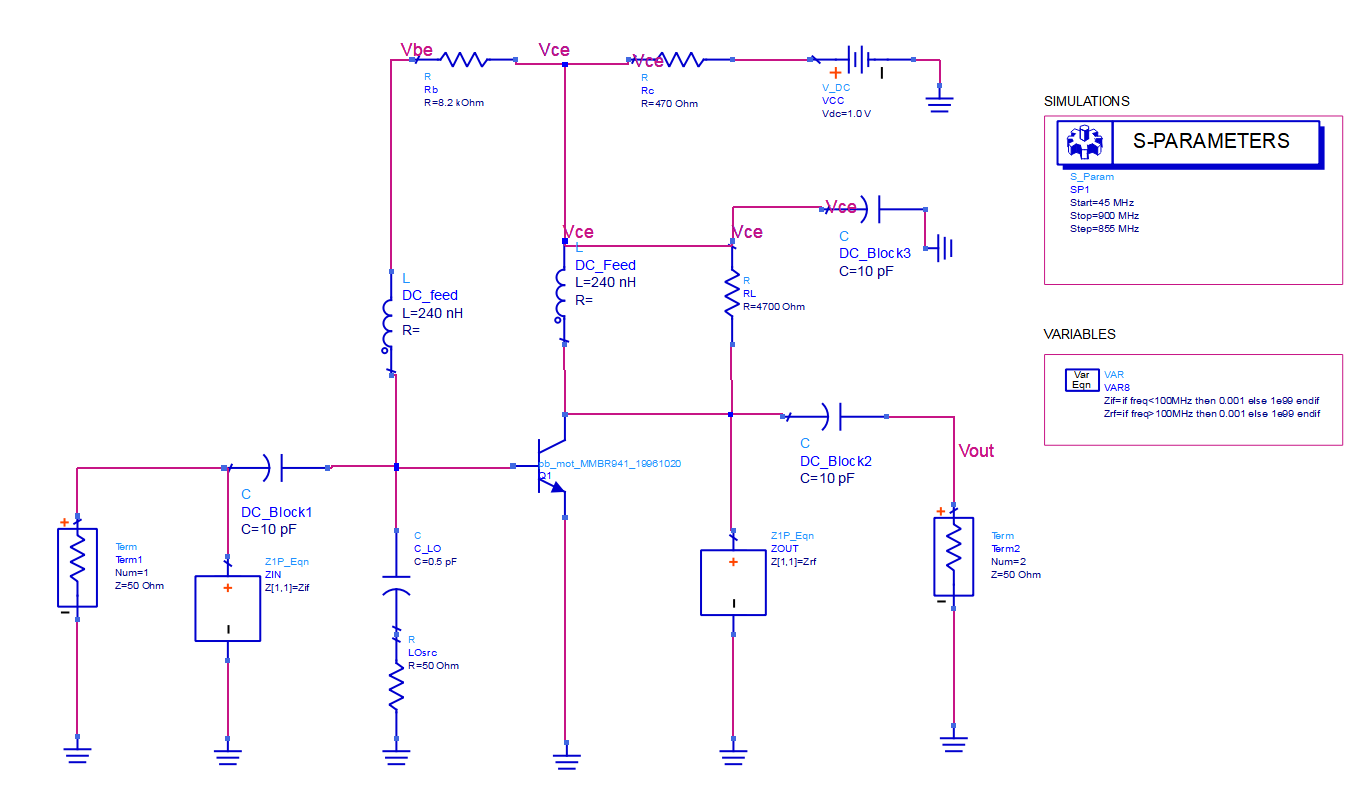 Vbe
Vce
Vce
R
Rb
R=8.2 kOhm
R
Rc
R=470 Ohm
V_DC
VCC
Vdc=1.0 V
SIMULATIONS
S-PARAMETERS
S_Param
SP1
Start=45 MHz
Stop=900 MHz
Step=855 MHz
Vce
Vce
Vce
C
DC_Block3
C=10 pF
L
DC_Feed
L=240 nH
R=
L
DC_feed
L=240 nH
R=
R
RL
R=4700 Ohm
VARIABLES
Var
Eqn
VAR
VAR8
Zif=if freq<100MHz then 0.001 else 1e99 endif
Zrf=if freq>100MHz then 0.001 else 1e99 endif
C
DC_Block2
C=10 pF
Vout
pb_mot_MMBR941_19961020
Q1
C
DC_Block1
C=10 pF
Term
Term1
Num=1
Z=50 Ohm
Z1P_Eqn
ZIN
Z[1,1]=Zif
C
C_LO
C=0.5 pF
R
LOsrc
R=50 Ohm
Z1P_Eqn
ZOUT
Z[1,1]=Zrf
Term
Term2
Num=2
Z=50 Ohm